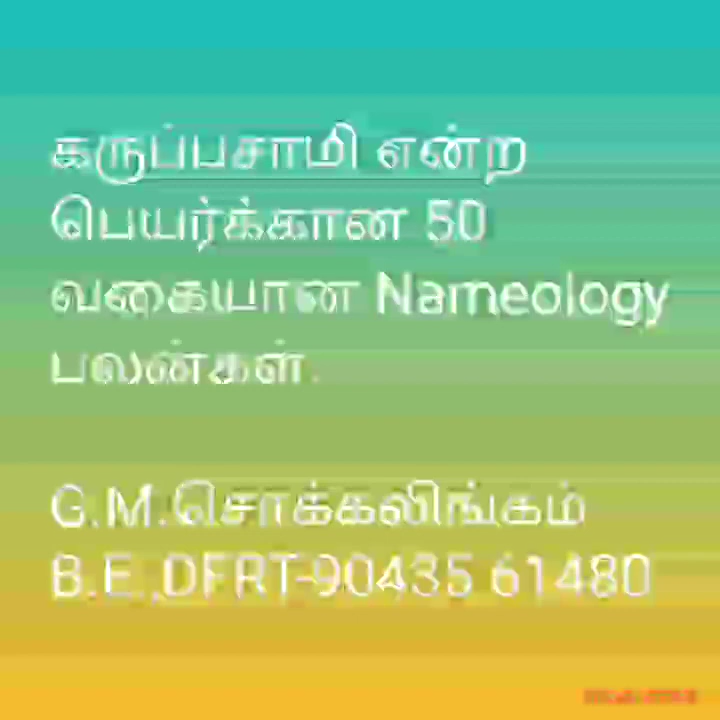 கருப்பசாமி என்ற
பெயர்க்கான 50
வகையான Nameology
பலன்கள்.
G.M.சொக்கலிங்கம்
B.E.,DFRT-90435 61480